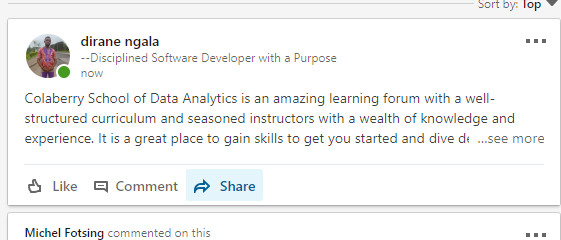 Sort by: Top
dirane ngala
--Disciplined Software Developer with a Purpose
now
Colaberry School of Data Analytics is an amazing learning forum with a well-
structured curriculum and seasoned instructors with a wealth of knowledge and
experience. It is a great place to gain skills to get you started and dive de ...see more
Like Comment Share
Michel Fotsing commented on this